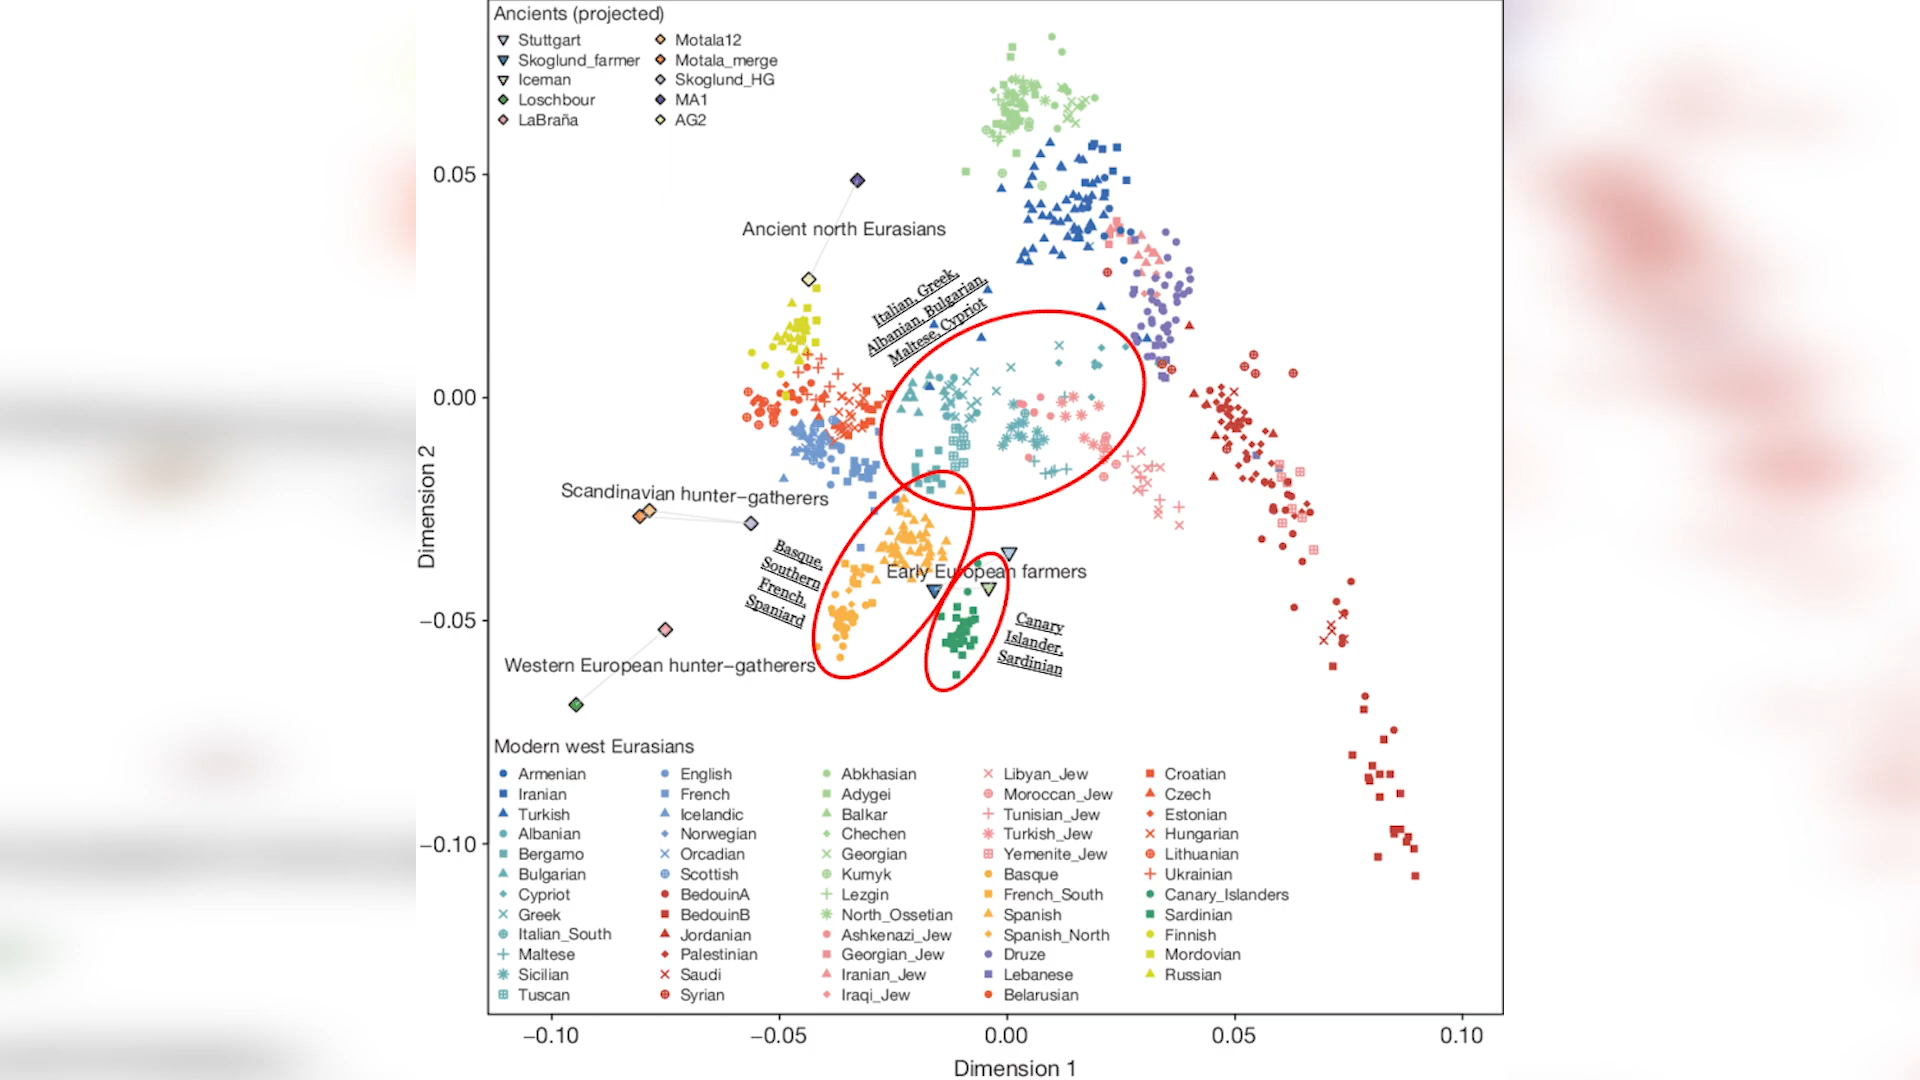 Ancients (projected)
Stuttgart
Skoglund_farmer
Iceman
Loschbour
LaBraña
Motala12
Motala_merge
Skoglund_HG
MA1
AG2
0.05
0.00
−0.05
−0.10
Dimension 2
Ancient north Eurasians
Italian, Greek,
Albanian, Bulgarian,
Maltese, Cypriot
Scandinavian hunter–gatherers
Basque,
Southern
French,
Spaniard
Early European farmers
Canary
Islander,
Sardinian
Western European hunter–gatherers
Modern west Eurasians
Armenian
Iranian
Turkish
Albanian
Bergamo
Bulgarian
Cypriot
Greek
Italian_South
Maltese
Sicilian
Tuscan
English
French
Icelandic
Norwegian
Orcadian
Scottish
BedouinA
BedouinB
Jordanian
Palestinian
Saudi
Syrian
Abkhasian
Adygei
Balkar
Chechen
Georgian
Kumyk
Lezgin
North_Ossetian
Ashkenazi_Jew
Georgian_Jew
Iranian_Jew
Iraqi_Jew
Libyan_Jew
Moroccan_Jew
Tunisian_Jew
Turkish_Jew
Yemenite_Jew
Basque
French_South
Spanish
Spanish_North
Druze
Lebanese
Belarusian
Croatian
Czech
Estonian
Hungarian
Lithuanian
Ukrainian
Canary_Islanders
Sardinian
Finnish
Mordovian
Russian
−0.10
−0.05
0.00
0.05
0.10
Dimension 1